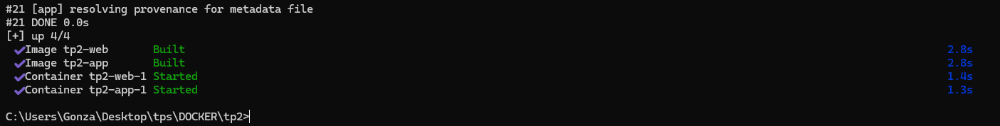 #21 [app] resolving provenance for metadata file
#21 DONE 0.0s
[+] up 4/4
✔Image tp2-web Built 2.8s
✔Image tp2-app Built 2.8s
✔Container tp2-web-1 Started 1.4s
✔Container tp2-app-1 Started 1.3s
C:\Users\Gonza\Desktop\tps\DOCKER\tp2>